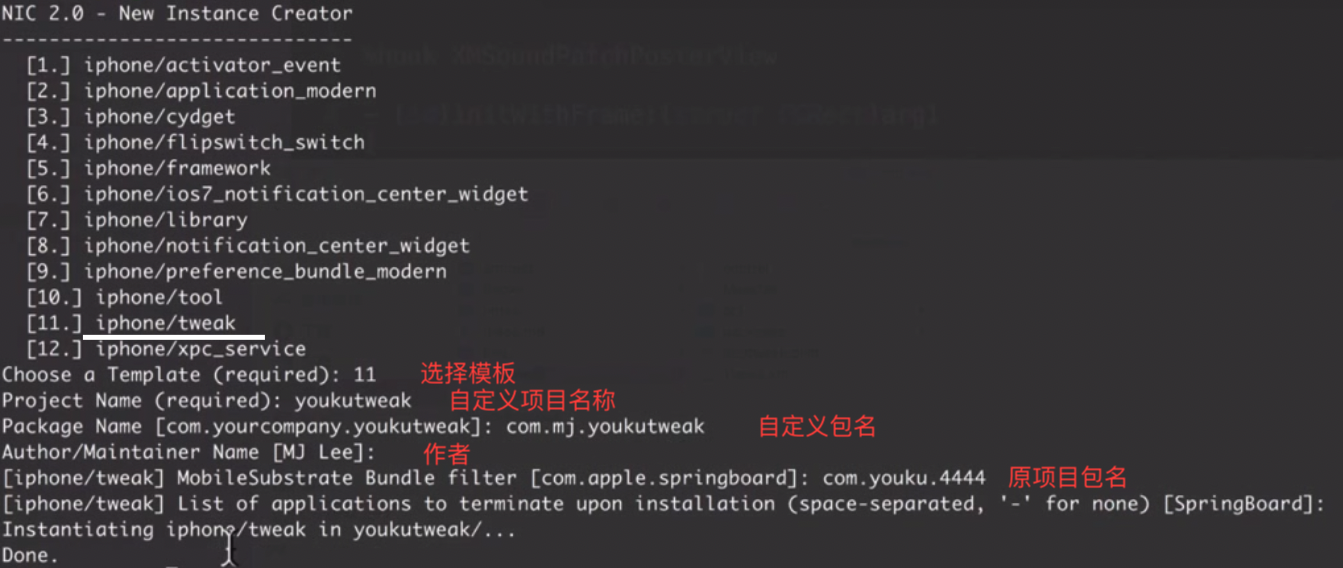 NIC 2.0 - New Instance Creator
------------------------------
[1.] iphone/activator_event
[2.] iphone/application_modern
[3.] iphone/cydget
[4.] iphone/flipswitch_switch
[5.] iphone/framework
[6.] iphone/ios7_notification_center_widget
[7.] iphone/library
[8.] iphone/notification_center_widget
[9.] iphone/preference_bundle_modern
[10.] iphone/tool
[11.] iphone/tweak
[12.] iphone/xpc_service
Choose a Template (required): 11 选择模板
Project Name (required): youkutweak 自定义项目名称
Package Name [com.yourcompany.youkutweak]: com.mj.youkutweak 自定义包名
Author/Maintainer Name [MJ Lee]: 作者
[iphone/tweak] MobileSubstrate Bundle filter [com.apple.springboard]: com.youku.4444 原项目包名
[iphone/tweak] List of applications to terminate upon installation (space-separated, '-' for none) [SpringBoard]:
Instantiating iphone/tweak in youkutweak/...
Done.